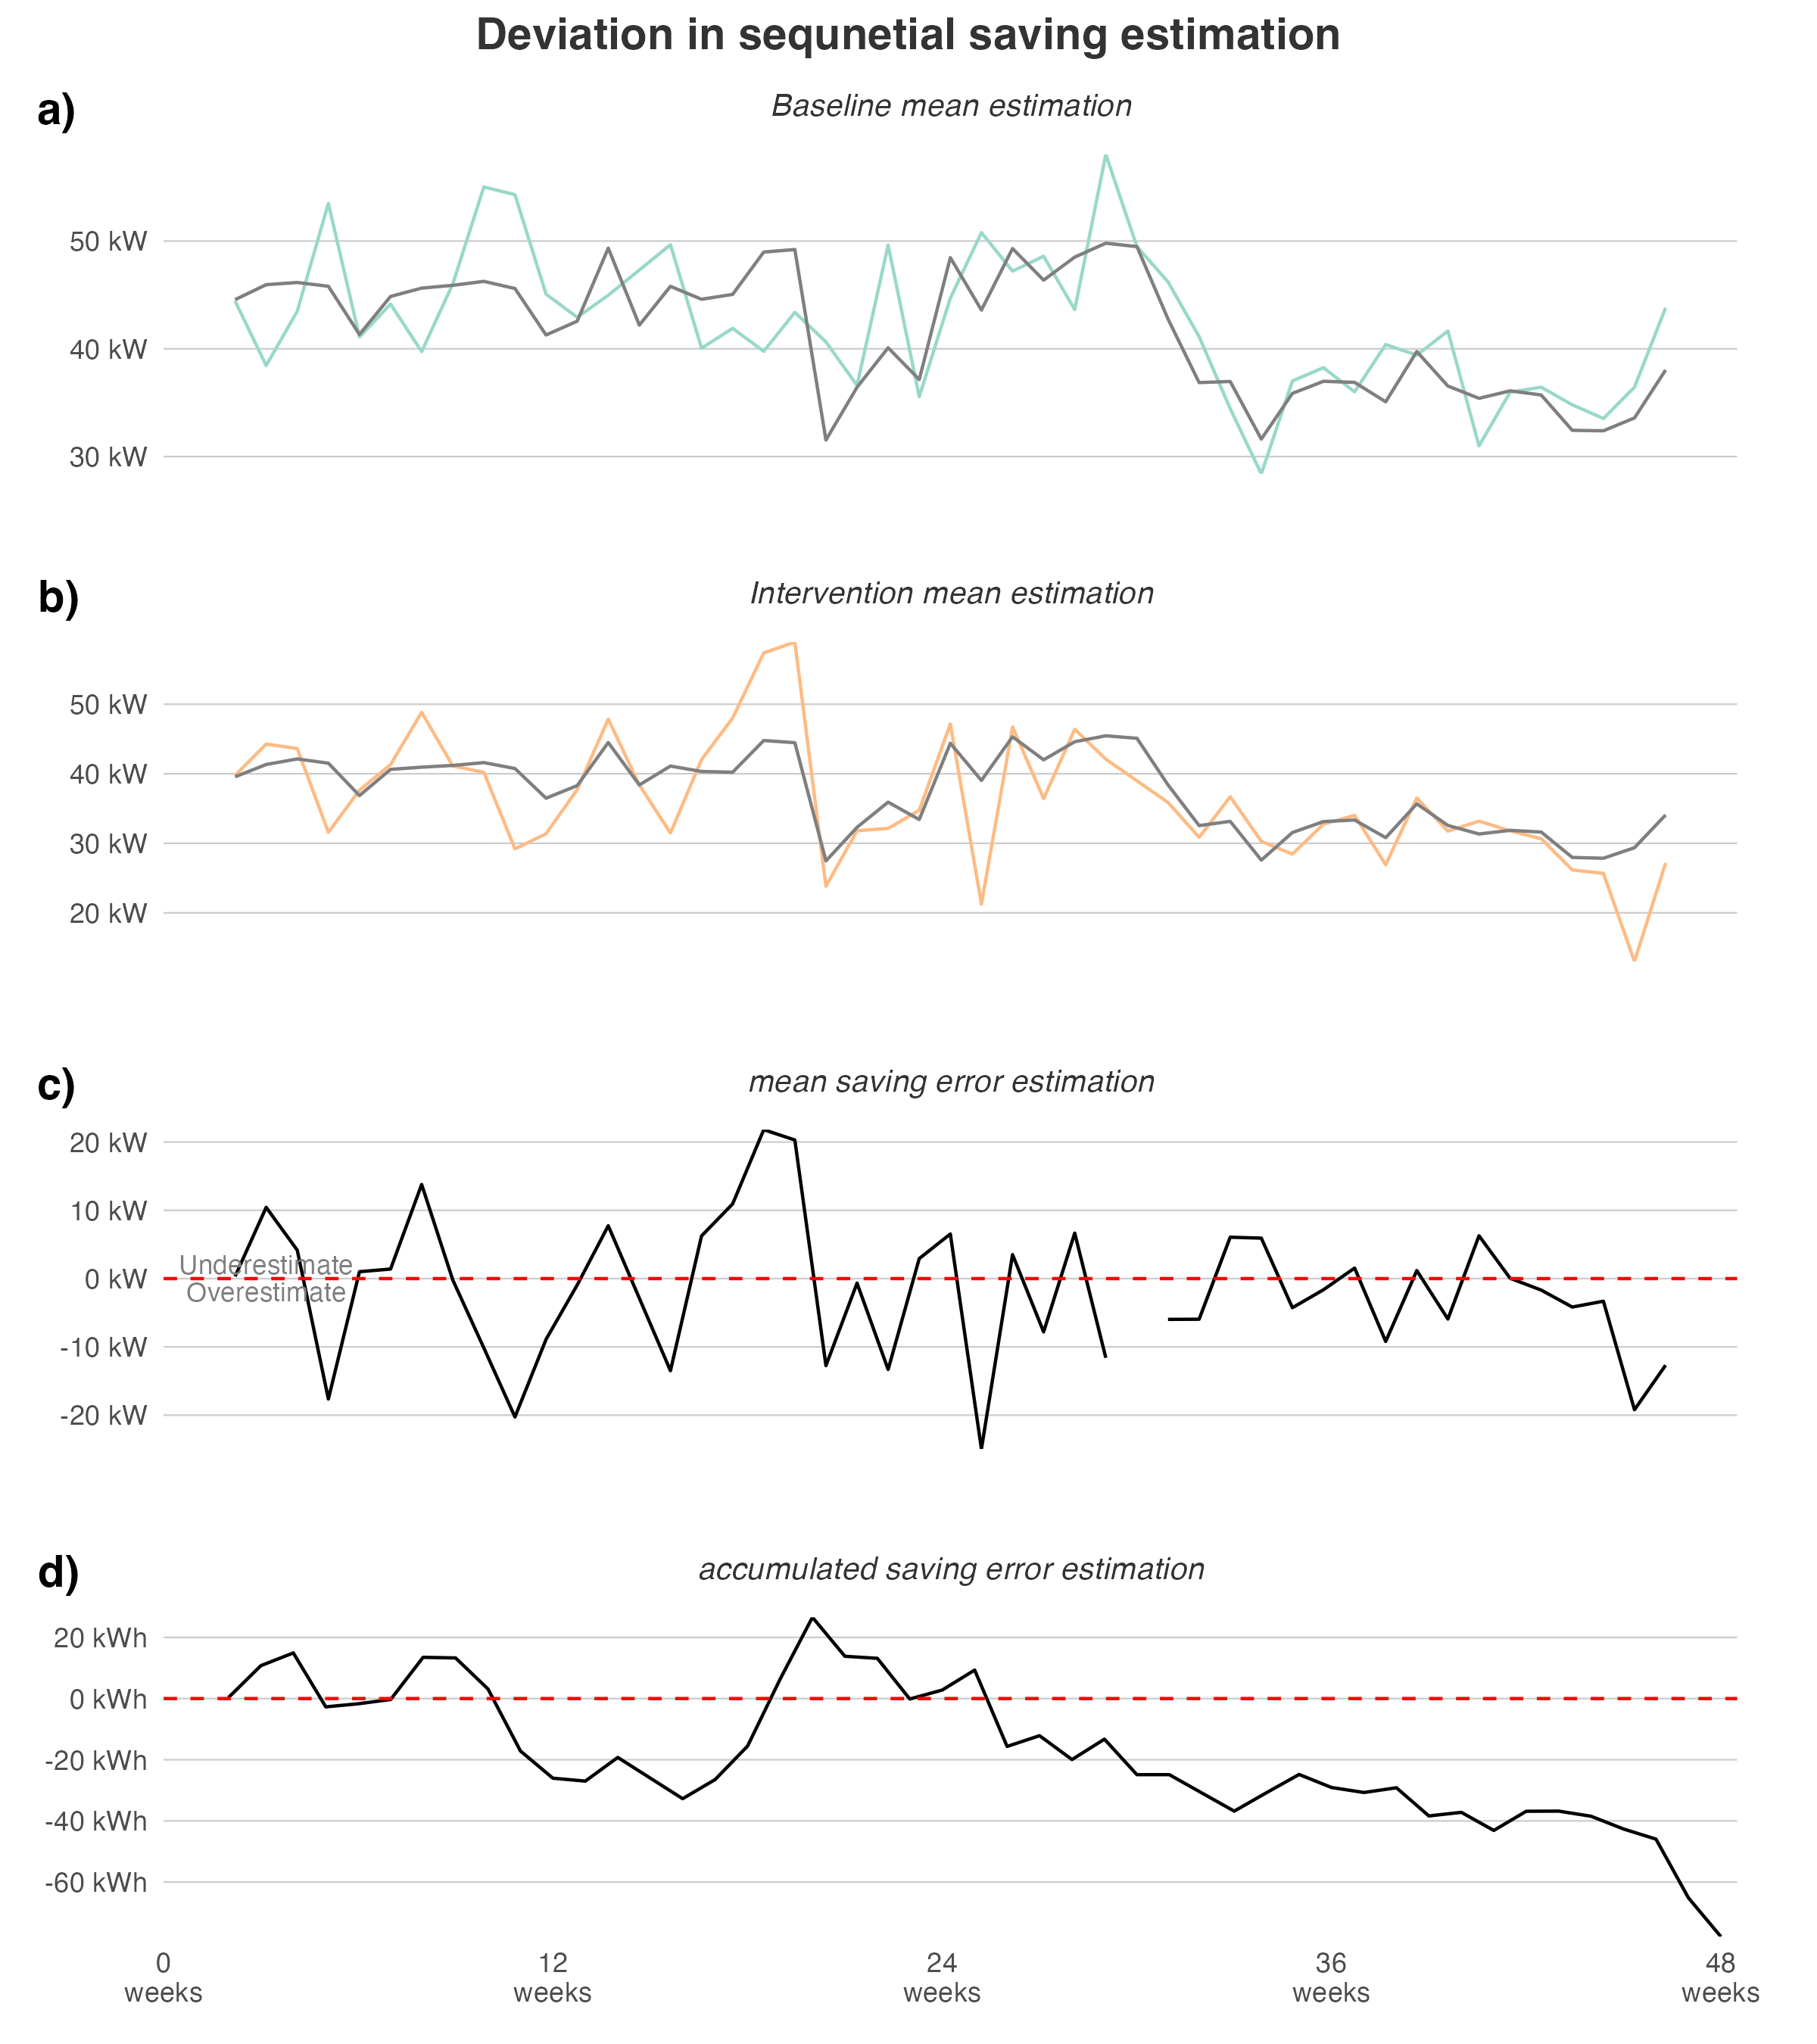 Deviation in sequnetial saving estimation
a)
Baseline mean estimation
50 kW
40 kW
30 kW
b)
Intervention mean estimation
50 kW
40 kW
30 kW
20 kW
c)
mean saving error estimation
20 kW
10 kW
Underestimate
0 kW
Overestimate
-10 kW
-20 kW
d)
accumulated saving error estimation
20 kWh
0 kWh
-20 kWh
-40 kWh
-60 kWh
0 12 24 36 48
weeks weeks weeks weeks weeks